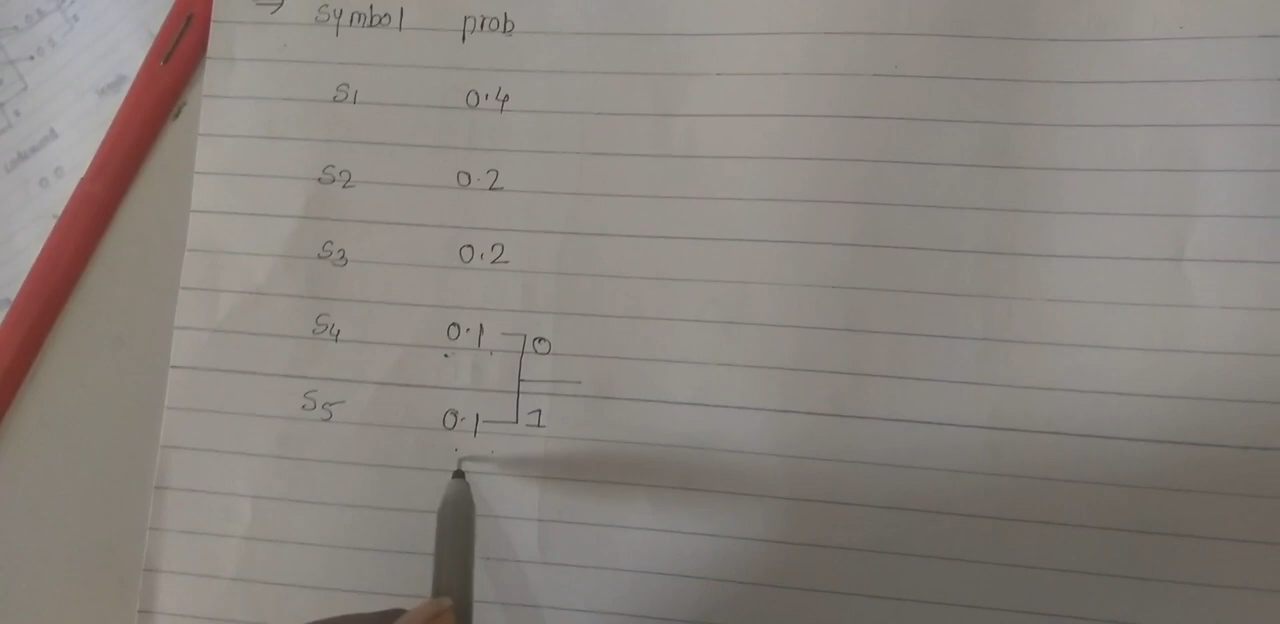 → Symbol prob
S1 0.4
S2 0.2
S3 0.2
S4 0.1 0
S5 0.1 1